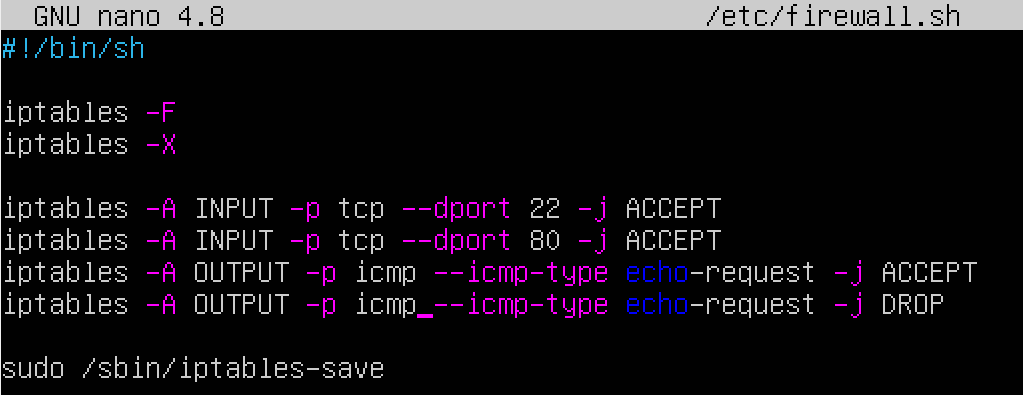 GNU nano 4.8 /etc/firewall.sh
#!/bin/sh
iptables -F
iptables -X
iptables -A INPUT -p tcp --dport 22 -j ACCEPT
iptables -A INPUT -p tcp --dport 80 -j ACCEPT
iptables -A OUTPUT -p icmp --icmp-type echo-request -j ACCEPT
iptables -A OUTPUT -p icmp --icmp-type echo-request -j DROP
sudo /sbin/iptables-save